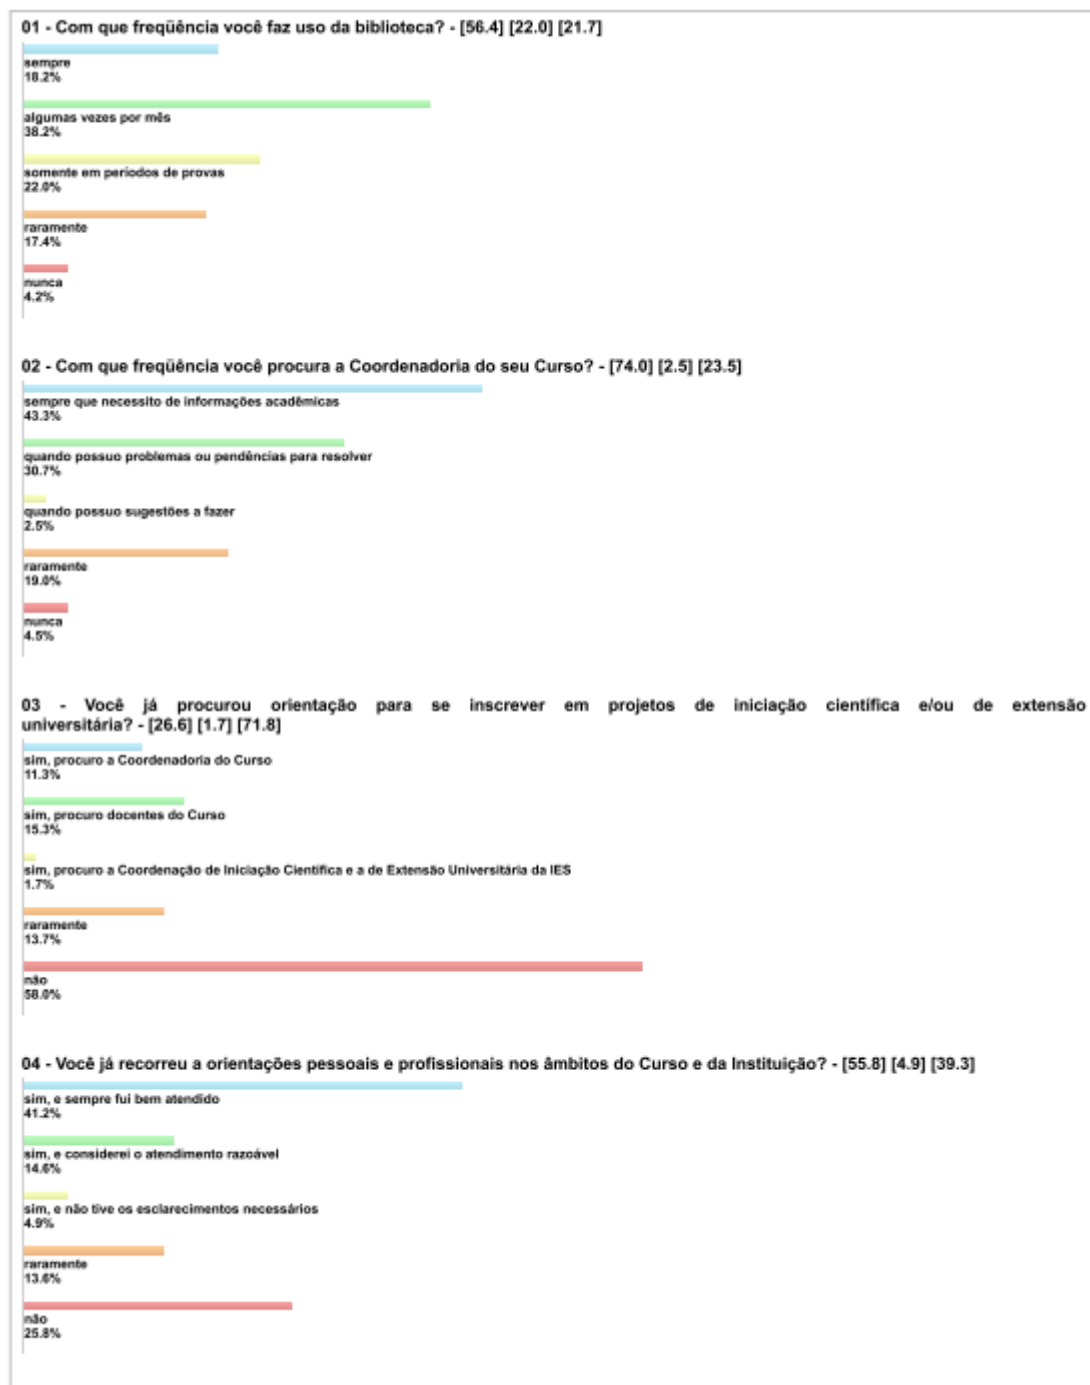 01 - Com que freqüência você faz uso da biblioteca? - [56.4] [22.0] [21.7]
sempre
18.2%
algumas vezes por mês
38.2%
somente em períodos de provas
22.0%
raramente
17.4%
nunca
4.2%
02 - Com que freqüência você procura a Coordenadoria do seu Curso? - [74.0] [2.5] [23.5]
sempre que necessito de informações acadêmicas
43.3%
quando possuo problemas ou pendências para resolver
30.7%
quando possuo sugestões a fazer
2.5%
raramente
19.0%
nunca
4.5%
03 - Você já procurou orientação para se inscrever em projetos de iniciação científica e/ou de extensão
universitária? - [26.6] [1.7] [71.8]
sim, procuro a Coordenadoria do Curso
11.3%
sim, procuro docentes do Curso
15.3%
sim, procuro a Coordenação de Iniciação Científica e a de Extensão Universitária da IES
1.7%
raramente
13.7%
não
58.0%
04 - Você já recorreu a orientações pessoais e profissionais nos âmbitos do Curso e da Instituição? - [55.8] [4.9] [39.3]
sim, e sempre fui bem atendido
41.2%
sim, e considerei o atendimento razoável
14.6%
sim, e não tive os esclarecimentos necessários
4.9%
raramente
13.6%
não
25.8%